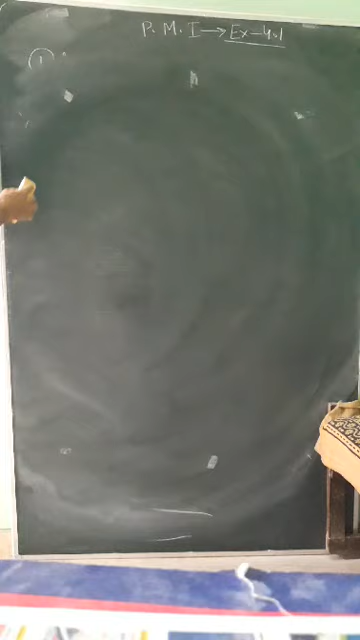 P. M. I → Ex-4.1
①